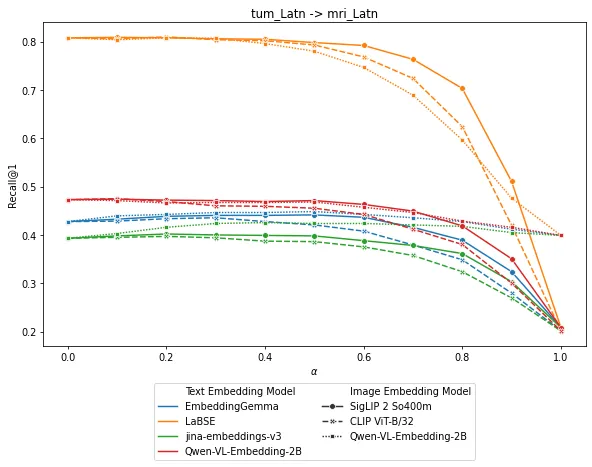 tum_Latn -> mri_Latn
Recall@1
0.8
0.7
0.6
0.5
0.4
0.3
0.2
0.0 0.2 0.4 0.6 0.8 1.0
α
Text Embedding Model Image Embedding Model
EmbeddingGemma SigLIP 2 So400m
LaBSE CLIP ViT-B/32
jina-embeddings-v3 Qwen-VL-Embedding-2B
Qwen-VL-Embedding-2B